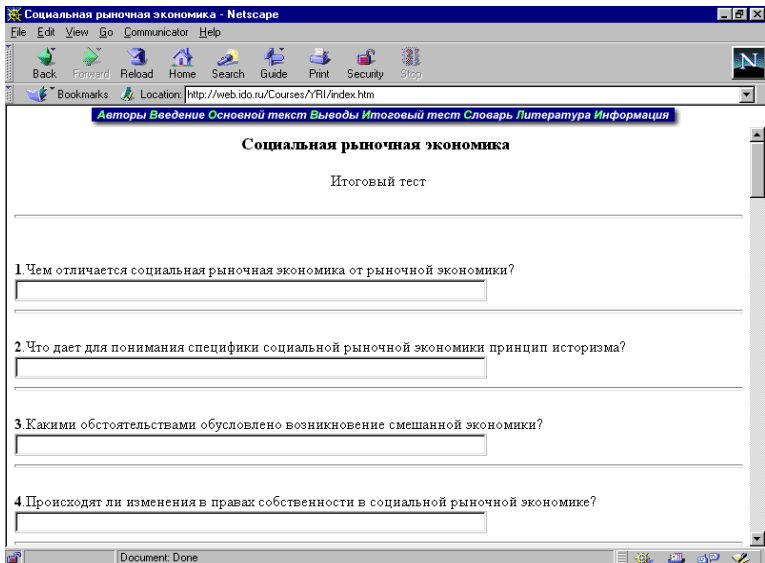 Социальная рыночная экономика - Netscape
File Edit View Go Communicator Help
Back Forward Reload Home Search Guide Print Security Stop
N
Bookmarks Location: http://web.ido.ru/Courses/YRI/index.htm
Авторы Введение Основной текст Выводы Итоговый тест Словарь Литература Информация
Социальная рыночная экономика
Итоговый тест
1.Чем отличается социальная рыночная экономика от рыночной экономики?
2.Что дает для понимания специфики социальной рыночной экономики принцип историзма?
3.Какими обстоятельствами обусловлено возникновение смешанной экономики?
4.Происходят ли изменения в правах собственности в социальной рыночной экономике?
Document: Done